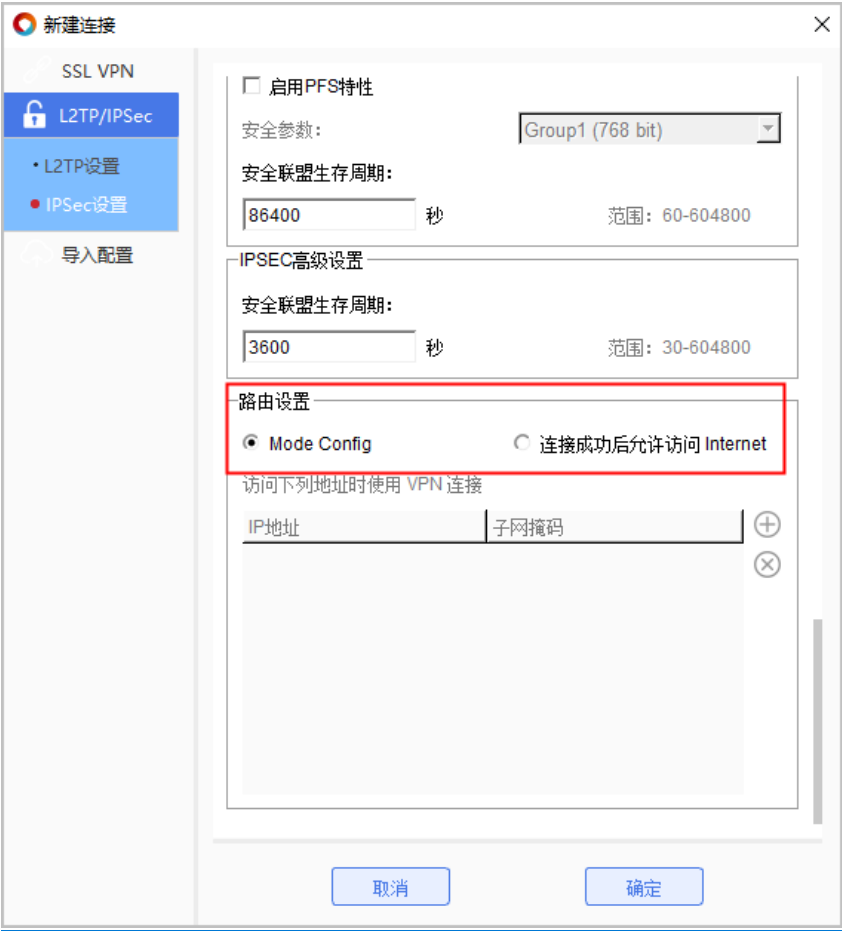 新建连接
SSL VPN
L2TP/IPSec
L2TP设置
IPSec设置
导入配置
启用PFS特性
安全参数: Group1 (768 bit)
安全联盟生存周期:
86400 秒 范围: 60-604800
IPSEC高级设置
安全联盟生存周期:
3600 秒 范围: 30-604800
路由设置
Mode Config 连接成功后允许访问 Internet
访问下列地址时使用 VPN 连接
IP地址 子网掩码
取消 确定